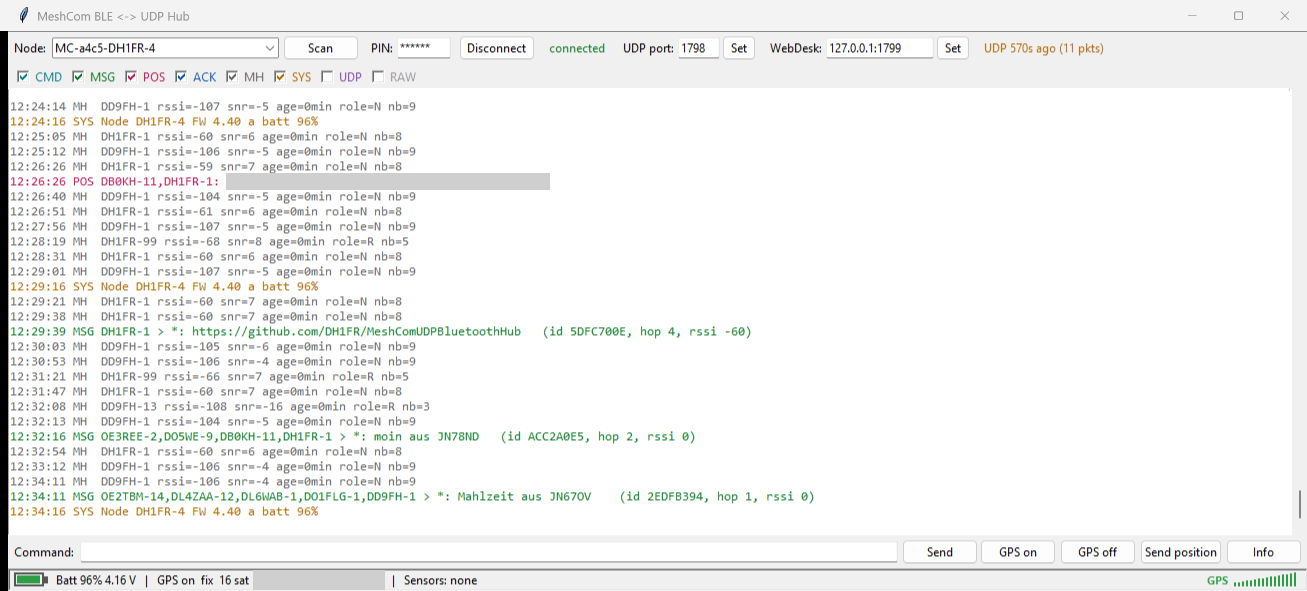 MeshCom BLE <-> UDP Hub
Node: MC-a4c5-DH1FR-4 Scan PIN: ****** Disconnect connected UDP port: 1798 Set WebDesk: 127.0.0.1:1799 Set UDP 570s ago (11 pkts)
CMD MSG POS ACK MH SYS UDP RAW
12:24:14 MH DD9FH-1 rssi=-107 snr=-5 age=0min role=N nb=9
12:24:16 SYS Node DH1FR-4 FW 4.40 a batt 96%
12:25:05 MH DH1FR-1 rssi=-60 snr=6 age=0min role=N nb=8
12:25:12 MH DD9FH-1 rssi=-106 snr=-5 age=0min role=N nb=9
12:26:26 MH DH1FR-1 rssi=-59 snr=7 age=0min role=N nb=8
12:26:26 POS DB0KH-11,DH1FR-1:
12:26:40 MH DD9FH-1 rssi=-104 snr=-5 age=0min role=N nb=9
12:26:51 MH DH1FR-1 rssi=-61 snr=6 age=0min role=N nb=8
12:27:56 MH DD9FH-1 rssi=-107 snr=-5 age=0min role=N nb=9
12:28:19 MH DH1FR-99 rssi=-68 snr=8 age=0min role=R nb=5
12:28:31 MH DH1FR-1 rssi=-60 snr=6 age=0min role=N nb=8
12:29:01 MH DD9FH-1 rssi=-107 snr=-5 age=0min role=N nb=9
12:29:16 SYS Node DH1FR-4 FW 4.40 a batt 96%
12:29:21 MH DH1FR-1 rssi=-60 snr=7 age=0min role=N nb=8
12:29:38 MH DH1FR-1 rssi=-60 snr=7 age=0min role=N nb=8
12:29:39 MSG DH1FR-1 > *: https://github.com/DH1FR/MeshComUDPBluetoothHub (id 5DFC700E, hop 4, rssi -60)
12:30:03 MH DD9FH-1 rssi=-105 snr=-6 age=0min role=N nb=9
12:30:53 MH DD9FH-1 rssi=-106 snr=-4 age=0min role=N nb=9
12:31:21 MH DH1FR-99 rssi=-66 snr=7 age=0min role=R nb=5
12:31:47 MH DH1FR-1 rssi=-60 snr=7 age=0min role=N nb=8
12:32:08 MH DD9FH-13 rssi=-108 snr=-16 age=0min role=R nb=3
12:32:13 MH DD9FH-1 rssi=-104 snr=-5 age=0min role=N nb=9
12:32:16 MSG OE3REE-2,DO5WE-9,DB0KH-11,DH1FR-1 > *: moin aus JN78ND (id ACC2A0E5, hop 2, rssi 0)
12:32:54 MH DH1FR-1 rssi=-60 snr=6 age=0min role=N nb=8
12:33:12 MH DD9FH-1 rssi=-106 snr=-4 age=0min role=N nb=9
12:34:11 MH DD9FH-1 rssi=-106 snr=-4 age=0min role=N nb=9
12:34:11 MSG OE2TBM-14,DL4ZAA-12,DL6WAB-1,DO1FLG-1,DD9FH-1 > *: Mahlzeit aus JN67OV (id 2EDFB394, hop 1, rssi 0)
12:34:16 SYS Node DH1FR-4 FW 4.40 a batt 96%
Command: Send GPS on GPS off Send position Info
Batt 96% 4.16 V | GPS on fix 16 sat | Sensors: none GPS